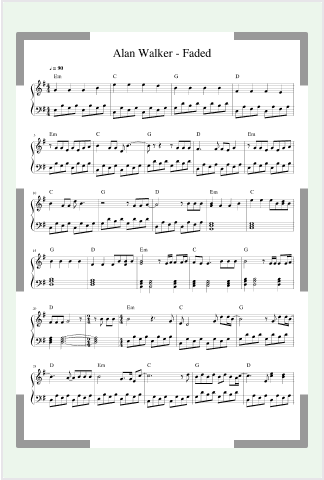 Alan Walker - Faded
♩ = 90
Em C G D
Em C G D Em
C G D Em C
G D Em C G
D Em C G
D Em C G D